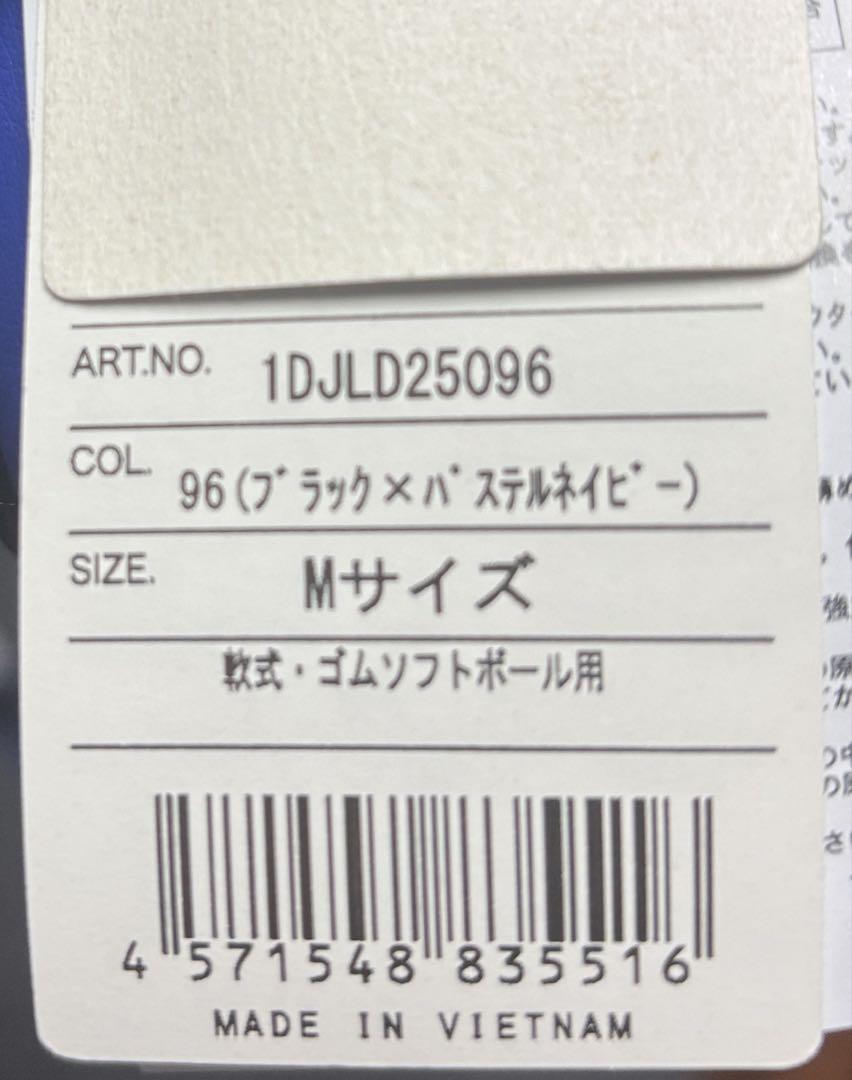 ART.NO. 1DJLD25096
COL. 96(ﾌﾞﾗｯｸ×ﾊﾟｽﾃﾙﾈｲﾋﾞｰ)
SIZE. Mサイズ
軟式・ゴムソフトボール用
4 571548 835516
MADE IN VIETNAM